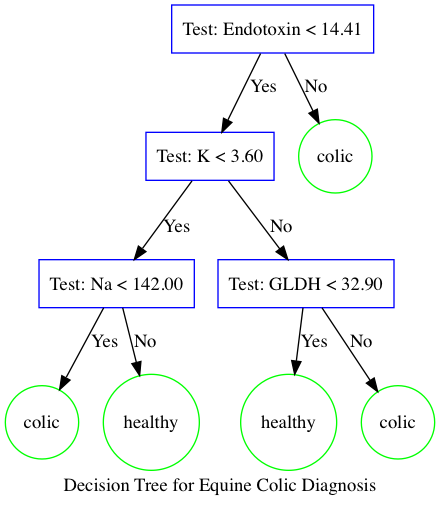 Test: Endotoxin < 14.41
Yes
No
Test: K < 3.60
colic
Yes
No
Test: Na < 142.00
Test: GLDH < 32.90
Yes
No
Yes
No
colic
healthy
healthy
colic
Decision Tree for Equine Colic Diagnosis